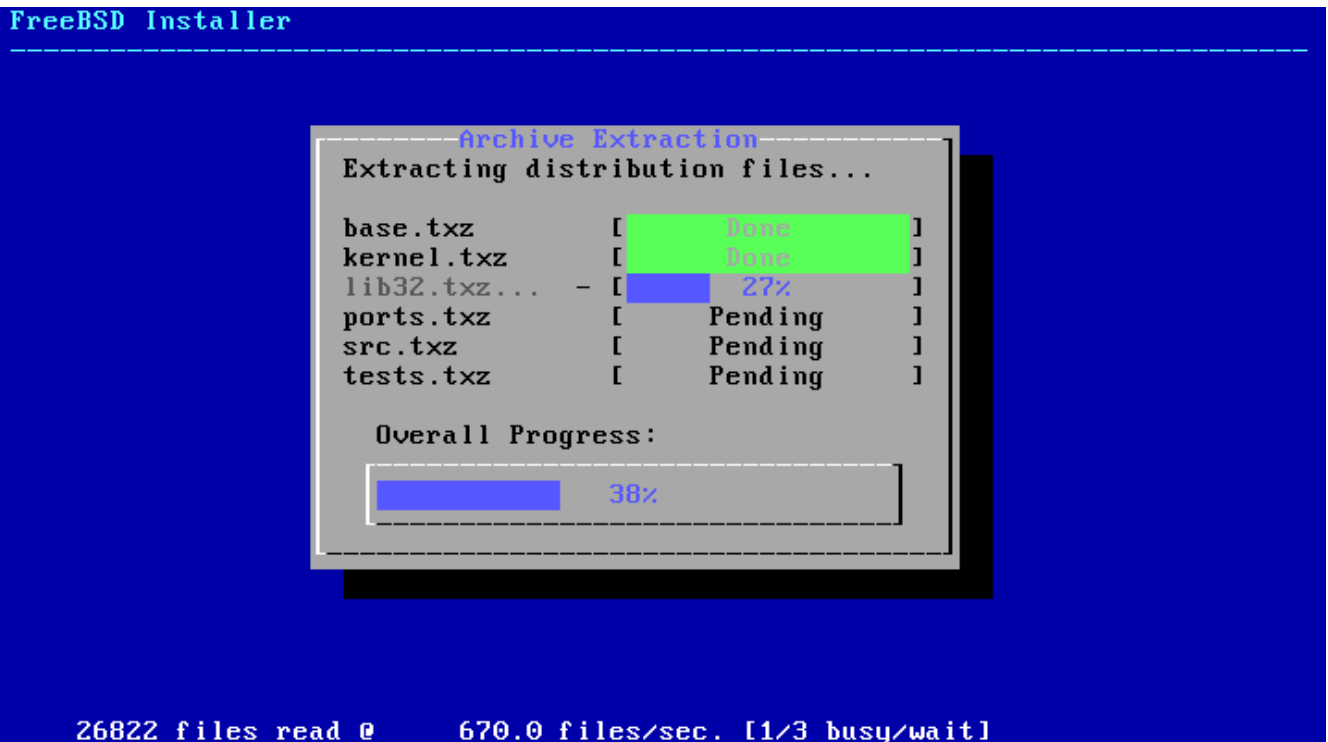 FreeBSD Installer
Archive Extraction
Extracting distribution files...
base.txz [ Done ]
kernel.txz [ Done ]
lib32.txz... - [ 27% ]
ports.txz [ Pending ]
src.txz [ Pending ]
tests.txz [ Pending ]
Overall Progress:
38%
26822 files read @ 670.0 files/sec. [1/3 busy/wait]